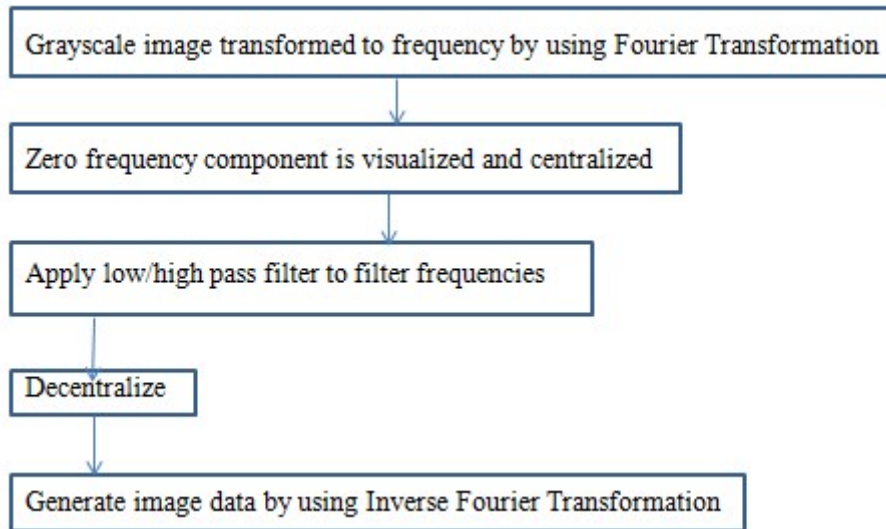 Grayscale image transformed to frequency by using Fourier Transformation
Zero frequency component is visualized and centralized
Apply low/high pass filter to filter frequencies
Decentralize
Generate image data by using Inverse Fourier Transformation